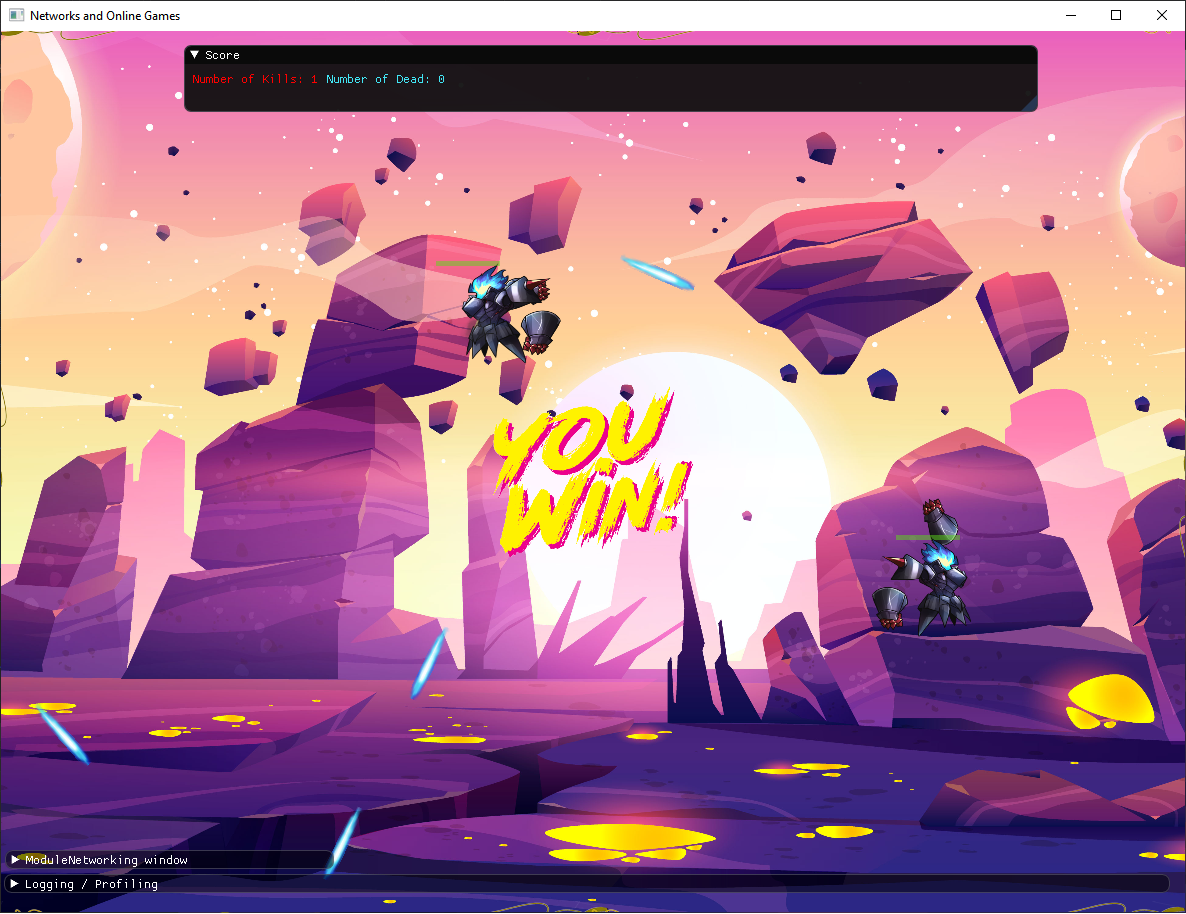 Networks and Online Games
Score
Number of Kills: 1 Number of Dead: 0
YOU
WIN!
ModuleNetworking window
Logging / Profiling